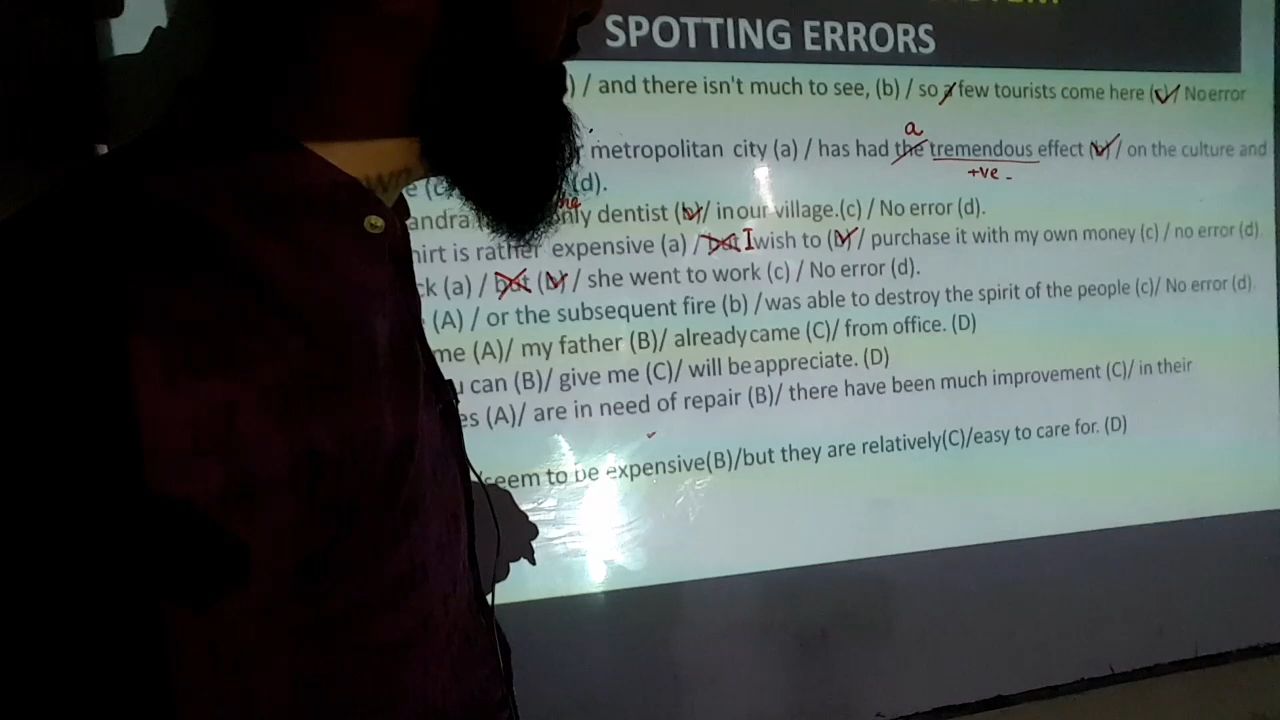 SPOTTING ERRORS
) / and there isn't much to see, (b) / so a few tourists come here (c) / No error
a
metropolitan city (a) / has had the tremendous effect (b) / on the culture and
+ve
(d).
the
only dentist (b) / in our village.(c) / No error (d).
is rather expensive (a) / but I wish to (b) / purchase it with my own money (c) / no error (d).
(a) / but (b) / she went to work (c) / No error (d).
(A) / or the subsequent fire (b) / was able to destroy the spirit of the people (c)/ No error (d).
(A)/ my father (B)/ already came (C)/ from office. (D)
can (B)/ give me (C)/ will be appreciate. (D)
(A)/ are in need of repair (B)/ there have been much improvement (C)/ in their
seem to be expensive(B)/but they are relatively(C)/easy to care for. (D)